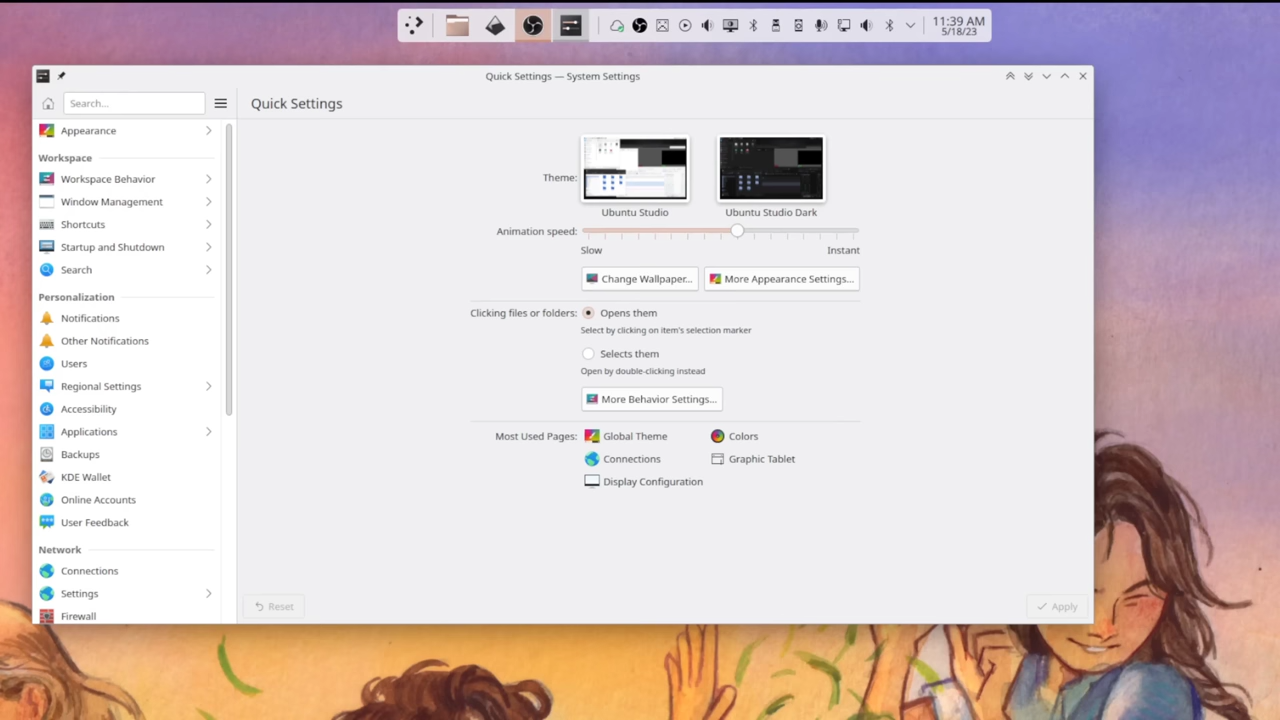 11:39 AM
5/18/23
Quick Settings — System Settings
Search...
Quick Settings
Appearance
Workspace
Workspace Behavior
Window Management
Shortcuts
Startup and Shutdown
Search
Personalization
Notifications
Other Notifications
Users
Regional Settings
Accessibility
Applications
Backups
KDE Wallet
Online Accounts
User Feedback
Network
Connections
Settings
Firewall
Theme:
Ubuntu Studio
Ubuntu Studio Dark
Animation speed:
Slow
Instant
Change Wallpaper...
More Appearance Settings...
Clicking files or folders:
Opens them
Select by clicking on item's selection marker
Selects them
Open by double-clicking instead
More Behavior Settings...
Most Used Pages:
Global Theme
Colors
Connections
Graphic Tablet
Display Configuration
Reset
Apply